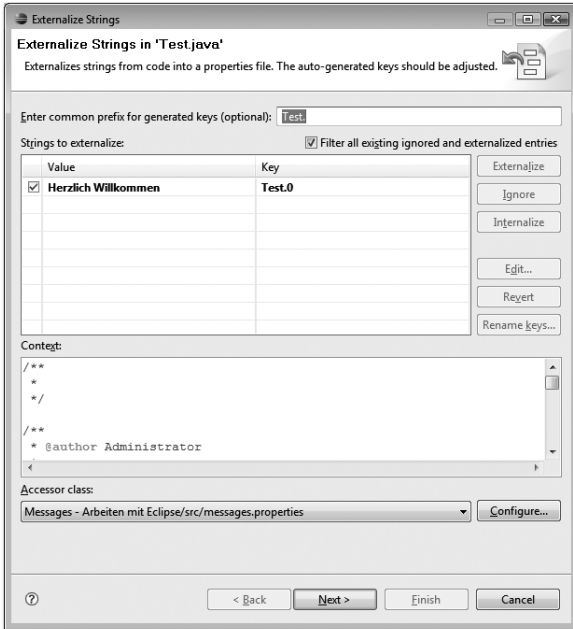 Externalize Strings
Externalize Strings in 'Test.java'
Externalizes strings from code into a properties file. The auto-generated keys should be adjusted.
Enter common prefix for generated keys (optional): Test.
Strings to externalize:
Filter all existing ignored and externalized entries
Value Key
Herzlich Willkommen Test.0
Externalize
Ignore
Internalize
Edit...
Revert
Rename keys...
Context:
/**
*
*/
/**
* @author Administrator
Accessor class:
Messages - Arbeiten mit Eclipse/src/messages.properties
Configure...
?
< Back
Next >
Finish
Cancel